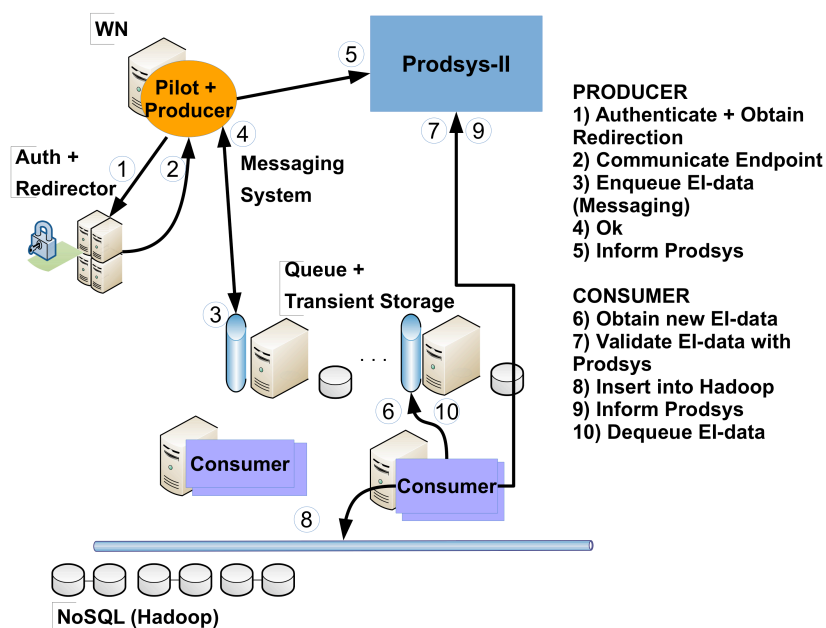 WN
Pilot +
Producer
5
Prodsys-II
4
7
9
Auth +
Redirector
1
2
Messaging
System
Queue +
Transient Storage
3
. . .
6
10
Consumer
Consumer
8
NoSQL (Hadoop)
PRODUCER
1) Authenticate + Obtain
Redirection
2) Communicate Endpoint
3) Enqueue EI-data
(Messaging)
4) Ok
5) Inform Prodsys
CONSUMER
6) Obtain new EI-data
7) Validate EI-data with
Prodsys
8) Insert into Hadoop
9) Inform Prodsys
10) Dequeue EI-data